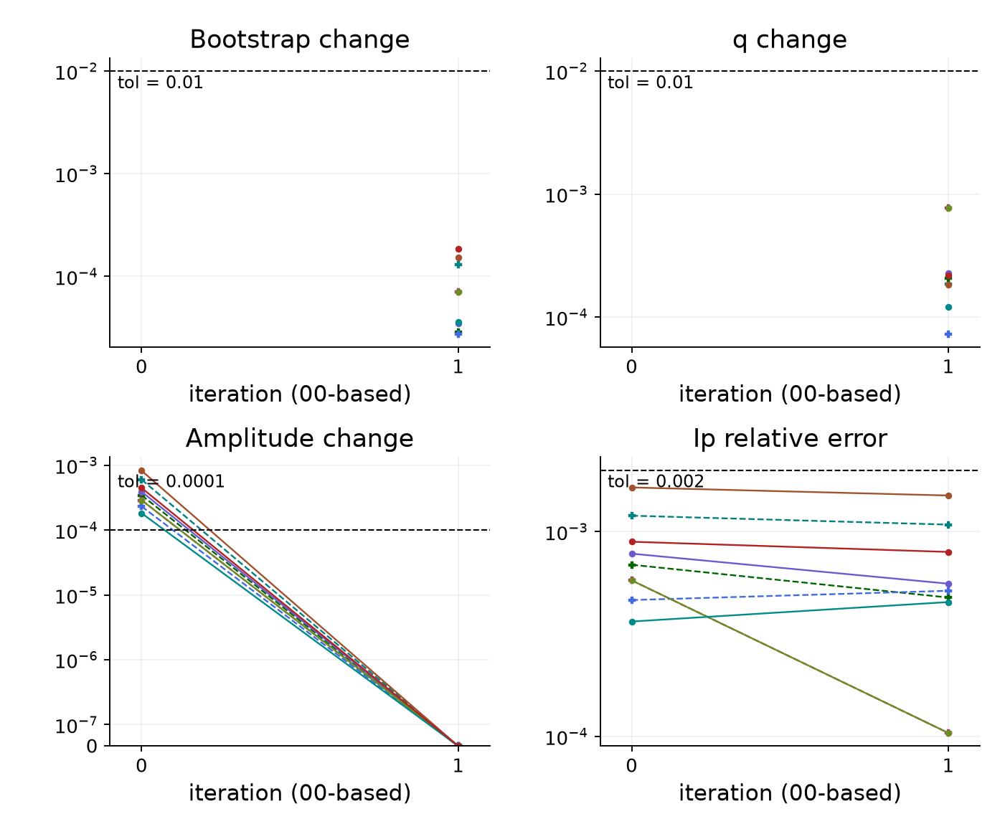 Bootstrap change
10⁻²
tol = 0.01
10⁻³
10⁻⁴
0
1
iteration (00-based)
q change
10⁻²
tol = 0.01
10⁻³
10⁻⁴
0
1
iteration (00-based)
Amplitude change
10⁻³
tol = 0.0001
10⁻⁴
10⁻⁵
10⁻⁶
10⁻⁷
0
0
1
iteration (00-based)
Ip relative error
tol = 0.002
10⁻³
10⁻⁴
0
1
iteration (00-based)